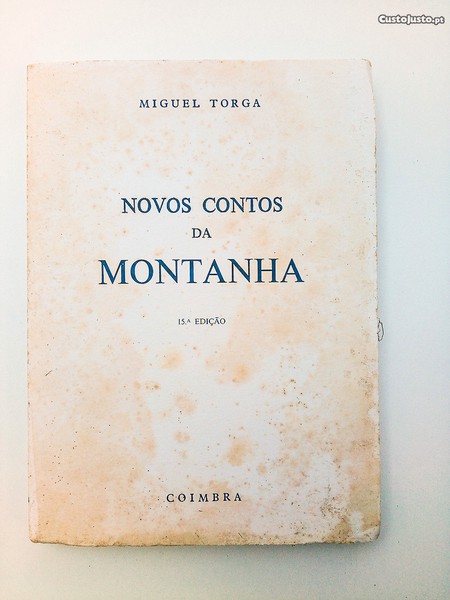 CustoJusto.pt
MIGUEL TORGA
NOVOS CONTOS
DA
MONTANHA
15.ª EDIÇÃO
COIMBRA